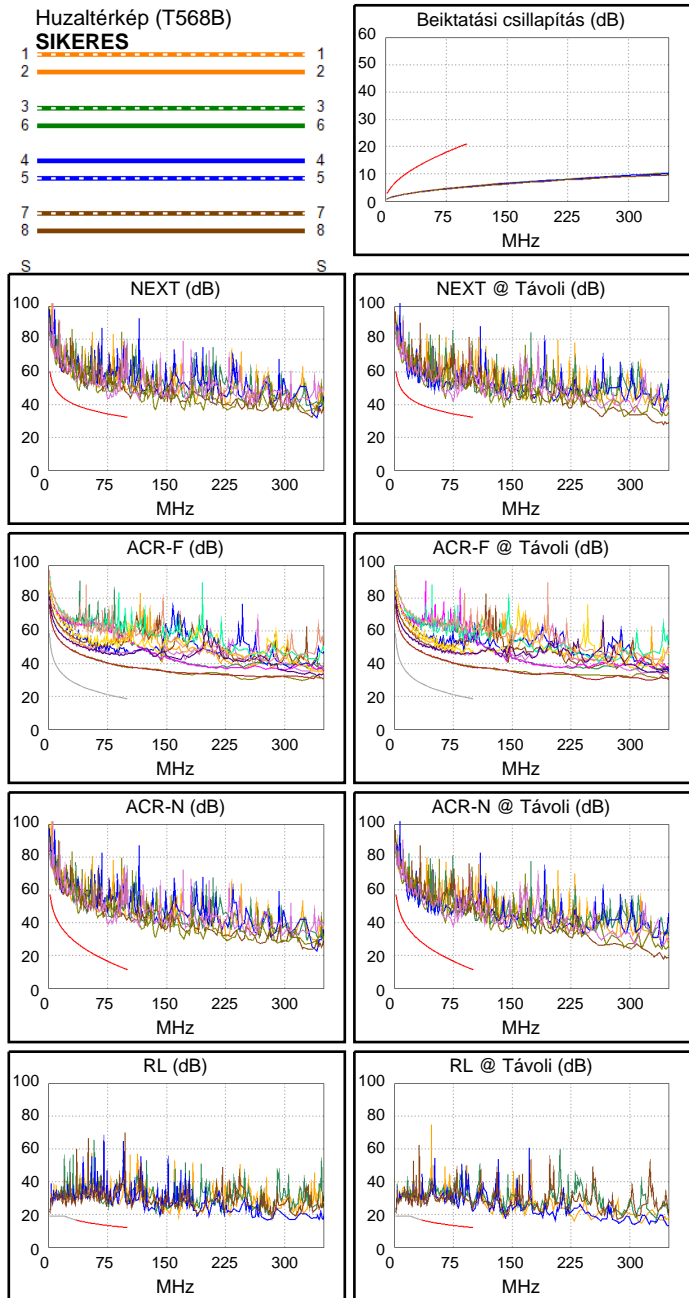 Huzaltérkép (T568B)
SIKERES
1 1
2 2
3 3
6 6
4 4
5 5
7 7
8 8
S S
Beiktatási csillapítás (dB)
60
50
40
30
20
10
0
0 75 150 225 300
MHz
NEXT (dB)
100
80
60
40
20
0
0 75 150 225 300
MHz
NEXT @ Távoli (dB)
100
80
60
40
20
0
0 75 150 225 300
MHz
ACR-F (dB)
100
80
60
40
20
0
0 75 150 225 300
MHz
ACR-F @ Távoli (dB)
100
80
60
40
20
0
0 75 150 225 300
MHz
ACR-N (dB)
100
80
60
40
20
0
0 75 150 225 300
MHz
ACR-N @ Távoli (dB)
100
80
60
40
20
0
0 75 150 225 300
MHz
RL (dB)
100
80
60
40
20
0
0 75 150 225 300
MHz
RL @ Távoli (dB)
100
80
60
40
20
0
0 75 150 225 300
MHz